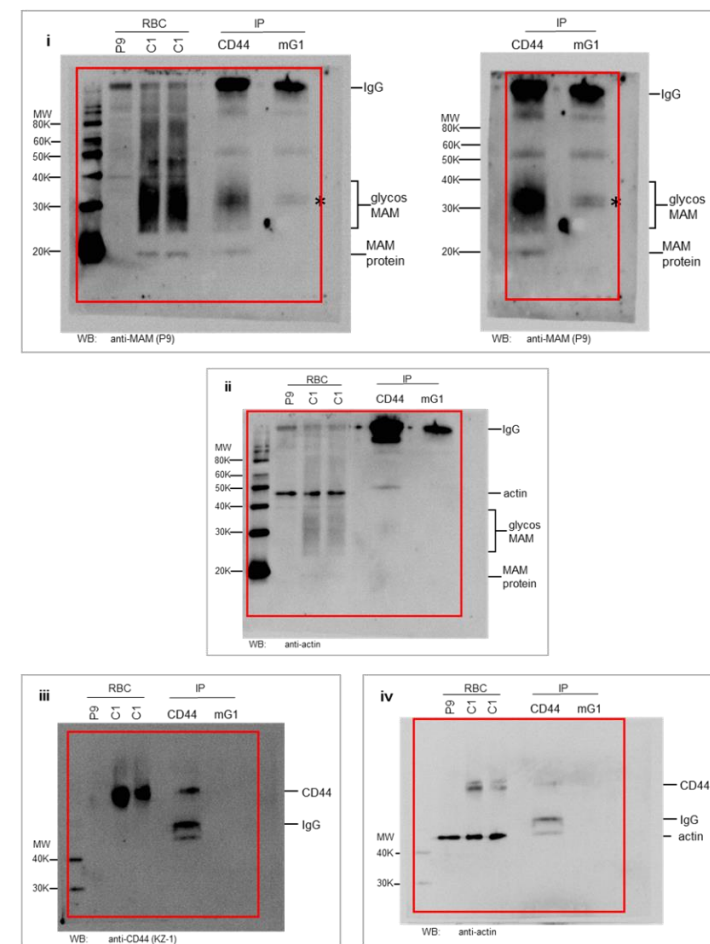 i
RBC
IP
P9 C1 C1 CD44 mG1
IgG
MW
80K
60K
50K
40K
30K
20K
*
glycos
MAM
MAM
protein
WB: anti-MAM (P9)
IP
CD44 mG1
IgG
MW
80K
60K
50K
40K
30K
20K
*
glycos
MAM
MAM
protein
WB: anti-MAM (P9)
ii
RBC
IP
P9 C1 C1 CD44 mG1
IgG
MW
80K
60K
50K
40K
30K
20K
actin
glycos
MAM
MAM
protein
WB: anti-actin
iii
RBC
IP
P9 C1 C1 CD44 mG1
CD44
IgG
MW
40K
30K
WB: anti-CD44 (KZ-1)
iv
RBC
IP
P9 C1 C1 CD44 mG1
CD44
IgG
actin
MW
40K
30K
WB: anti-actin